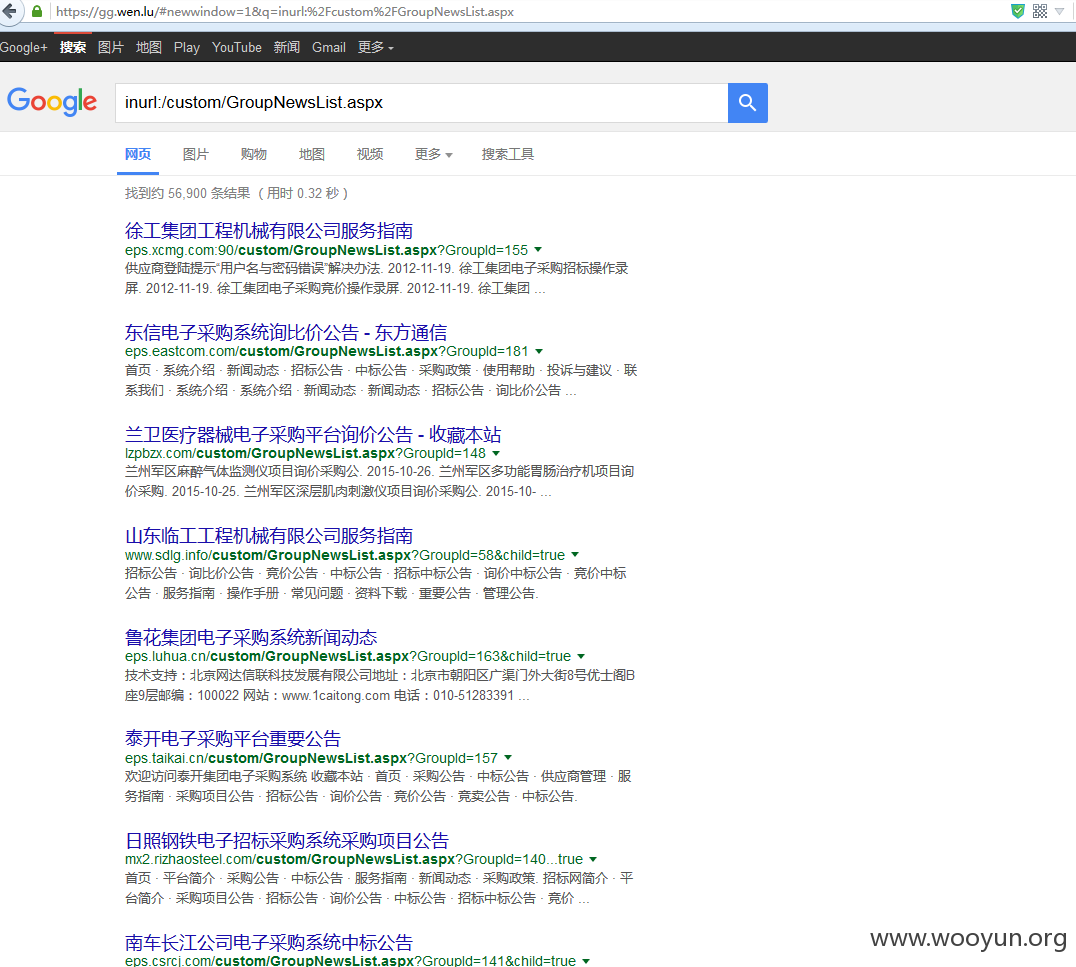 https://gg.wen.lu/#newwindow=1&q=inurl:%2Fcustom%2FGroupNewsList.aspx
Google+ 搜索 图片 地图 Play YouTube 新闻 Gmail 更多
Google inurl:/custom/GroupNewsList.aspx
网页 图片 购物 地图 视频 更多 搜索工具
找到约 56,900 条结果 （用时 0.32 秒）
徐工集团工程机械有限公司服务指南
eps.xcmg.com:90/custom/GroupNewsList.aspx?GroupId=155
供应商登陆提示“用户名与密码错误”解决办法. 2012-11-19. 徐工集团电子采购招标操作录
屏. 2012-11-19. 徐工集团电子采购竞价操作录屏. 2012-11-19. 徐工集团 ...
东信电子采购系统询比价公告 - 东方通信
eps.eastcom.com/custom/GroupNewsList.aspx?GroupId=181
首页 · 系统介绍 · 新闻动态 · 招标公告 · 中标公告 · 采购政策 · 使用帮助 · 投诉与建议 · 联
系我们 · 系统介绍 · 系统介绍 · 新闻动态 · 新闻动态 · 招标公告 · 询比价公告 ...
兰卫医疗器械电子采购平台询价公告 - 收藏本站
lzpbzx.com/custom/GroupNewsList.aspx?GroupId=148
兰州军区麻醉气体监测仪项目询价采购公. 2015-10-26. 兰州军区多功能胃肠治疗机项目询
价采购. 2015-10-25. 兰州军区深层肌肉刺激仪项目询价采购公. 2015-10- ...
山东临工工程机械有限公司服务指南
www.sdlg.info/custom/GroupNewsList.aspx?GroupId=58&child=true
招标公告 · 询比价公告 · 竞价公告 · 中标公告 · 招标中标公告 · 询价中标公告 · 竞价中标
公告 · 服务指南 · 操作手册 · 常见问题 · 资料下载 · 重要公告 · 管理公告.
鲁花集团电子采购系统新闻动态
eps.luhua.cn/custom/GroupNewsList.aspx?GroupId=163&child=true
技术支持：北京网达信联科技发展有限公司地址：北京市朝阳区广渠门外大街8号优士阁B
座9层邮编：100022 网站：www.1caitong.com 电话：010-51283391 ...
泰开电子采购平台重要公告
eps.taikai.cn/custom/GroupNewsList.aspx?GroupId=157
欢迎访问泰开集团电子采购系统 收藏本站 · 首页 · 采购公告 · 中标公告 · 供应商管理 · 服
务指南 · 采购项目公告 · 招标公告 · 询价公告 · 竞价公告 · 竞卖公告 · 中标公告.
日照钢铁电子招标采购系统采购项目公告
mx2.rizhaosteel.com/custom/GroupNewsList.aspx?GroupId=140...true
首页 · 平台简介 · 采购公告 · 中标公告 · 服务指南 · 新闻动态 · 采购政策. 招标网简介 · 平
台简介 · 采购项目公告 · 招标公告 · 询价公告 · 中标公告 · 招标中标公告 · 竞价 ...
南车长江公司电子采购系统中标公告
eps.csrcj.com/custom/GroupNewsList.aspx?GroupId=141&child=true
www.wooyun.org